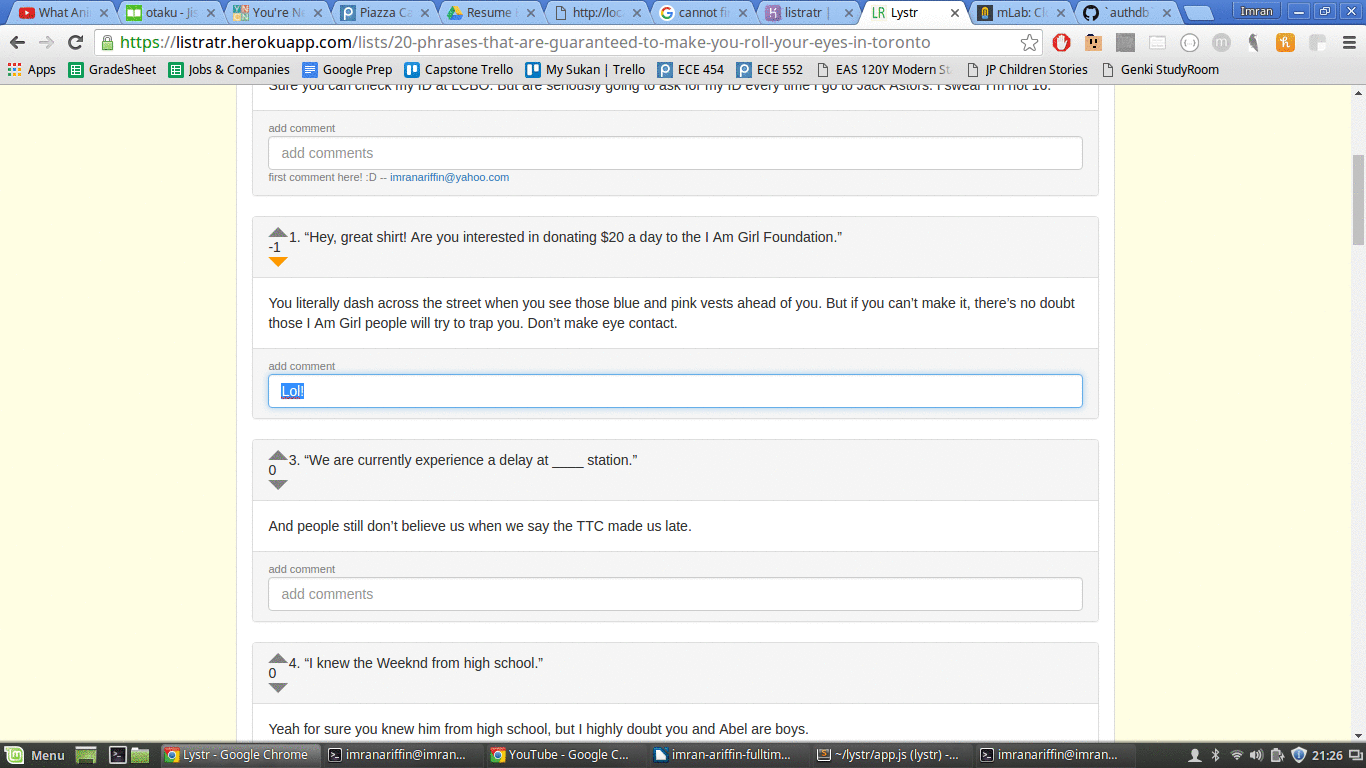 What Ani
otaku - Jis
You're Ne
Piazza Ca
Resume
http://loc
cannot fi
listratr
Lystr
mLab: Cl
`authdb`
Imran
https://listratr.herokuapp.com/lists/20-phrases-that-are-guaranteed-to-make-you-roll-your-eyes-in-toronto
Apps
GradeSheet
Jobs & Companies
Google Prep
Capstone Trello
My Sukan | Trello
ECE 454
ECE 552
EAS 120Y Modern S
JP Children Stories
Genki StudyRoom
Sure you can check my ID at LCBO. But are seriously going to ask for my ID every time I go to Jack Astors. I swear I'm not 16.
add comment
add comments
first comment here! :D -- imranariffin@yahoo.com
1. “Hey, great shirt! Are you interested in donating $20 a day to the I Am Girl Foundation.”
-1
You literally dash across the street when you see those blue and pink vests ahead of you. But if you can’t make it, there’s no doubt
those I Am Girl people will try to trap you. Don’t make eye contact.
add comment
Lol!
3. “We are currently experience a delay at ____ station.”
0
And people still don’t believe us when we say the TTC made us late.
add comment
add comments
4. “I knew the Weeknd from high school.”
0
Yeah for sure you knew him from high school, but I highly doubt you and Abel are boys.
Menu
Lystr - Google Chrome
imranariffin@imran...
YouTube - Google C...
imran-ariffin-fulltim...
~/lystr/app.js (lystr) -...
imranariffin@imran...
21:26